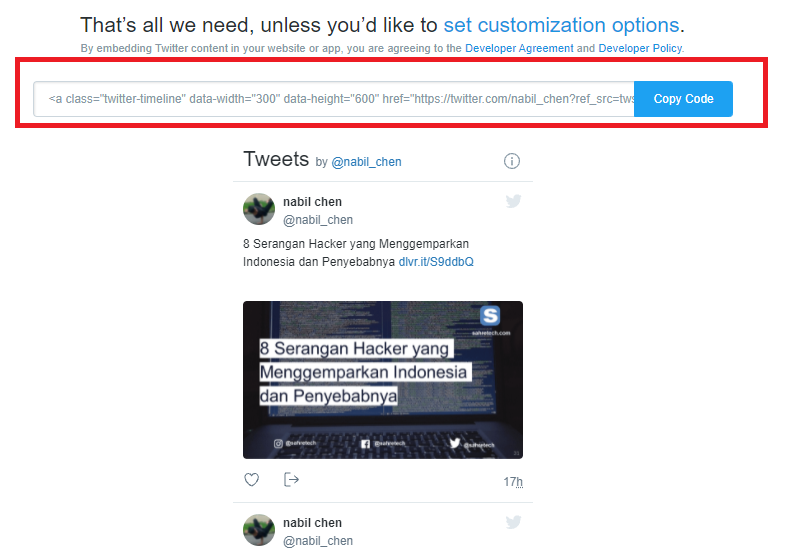 That’s all we need, unless you’d like to set customization options.
By embedding Twitter content in your website or app, you are agreeing to the Developer Agreement and Developer Policy.
<a class="twitter-timeline" data-width="300" data-height="600" href="https://twitter.com/nabil_chen?ref_src=tws
Copy Code
Tweets by @nabil_chen
nabil chen
@nabil_chen
8 Serangan Hacker yang Menggemparkan
Indonesia dan Penyebabnya dlvr.it/S9ddbQ
S
sahretech.com
8 Serangan Hacker yang
Menggemparkan Indonesia
dan Penyebabnya
@sahretech @sahretech @sahretech
17h
nabil chen
@nabil_chen